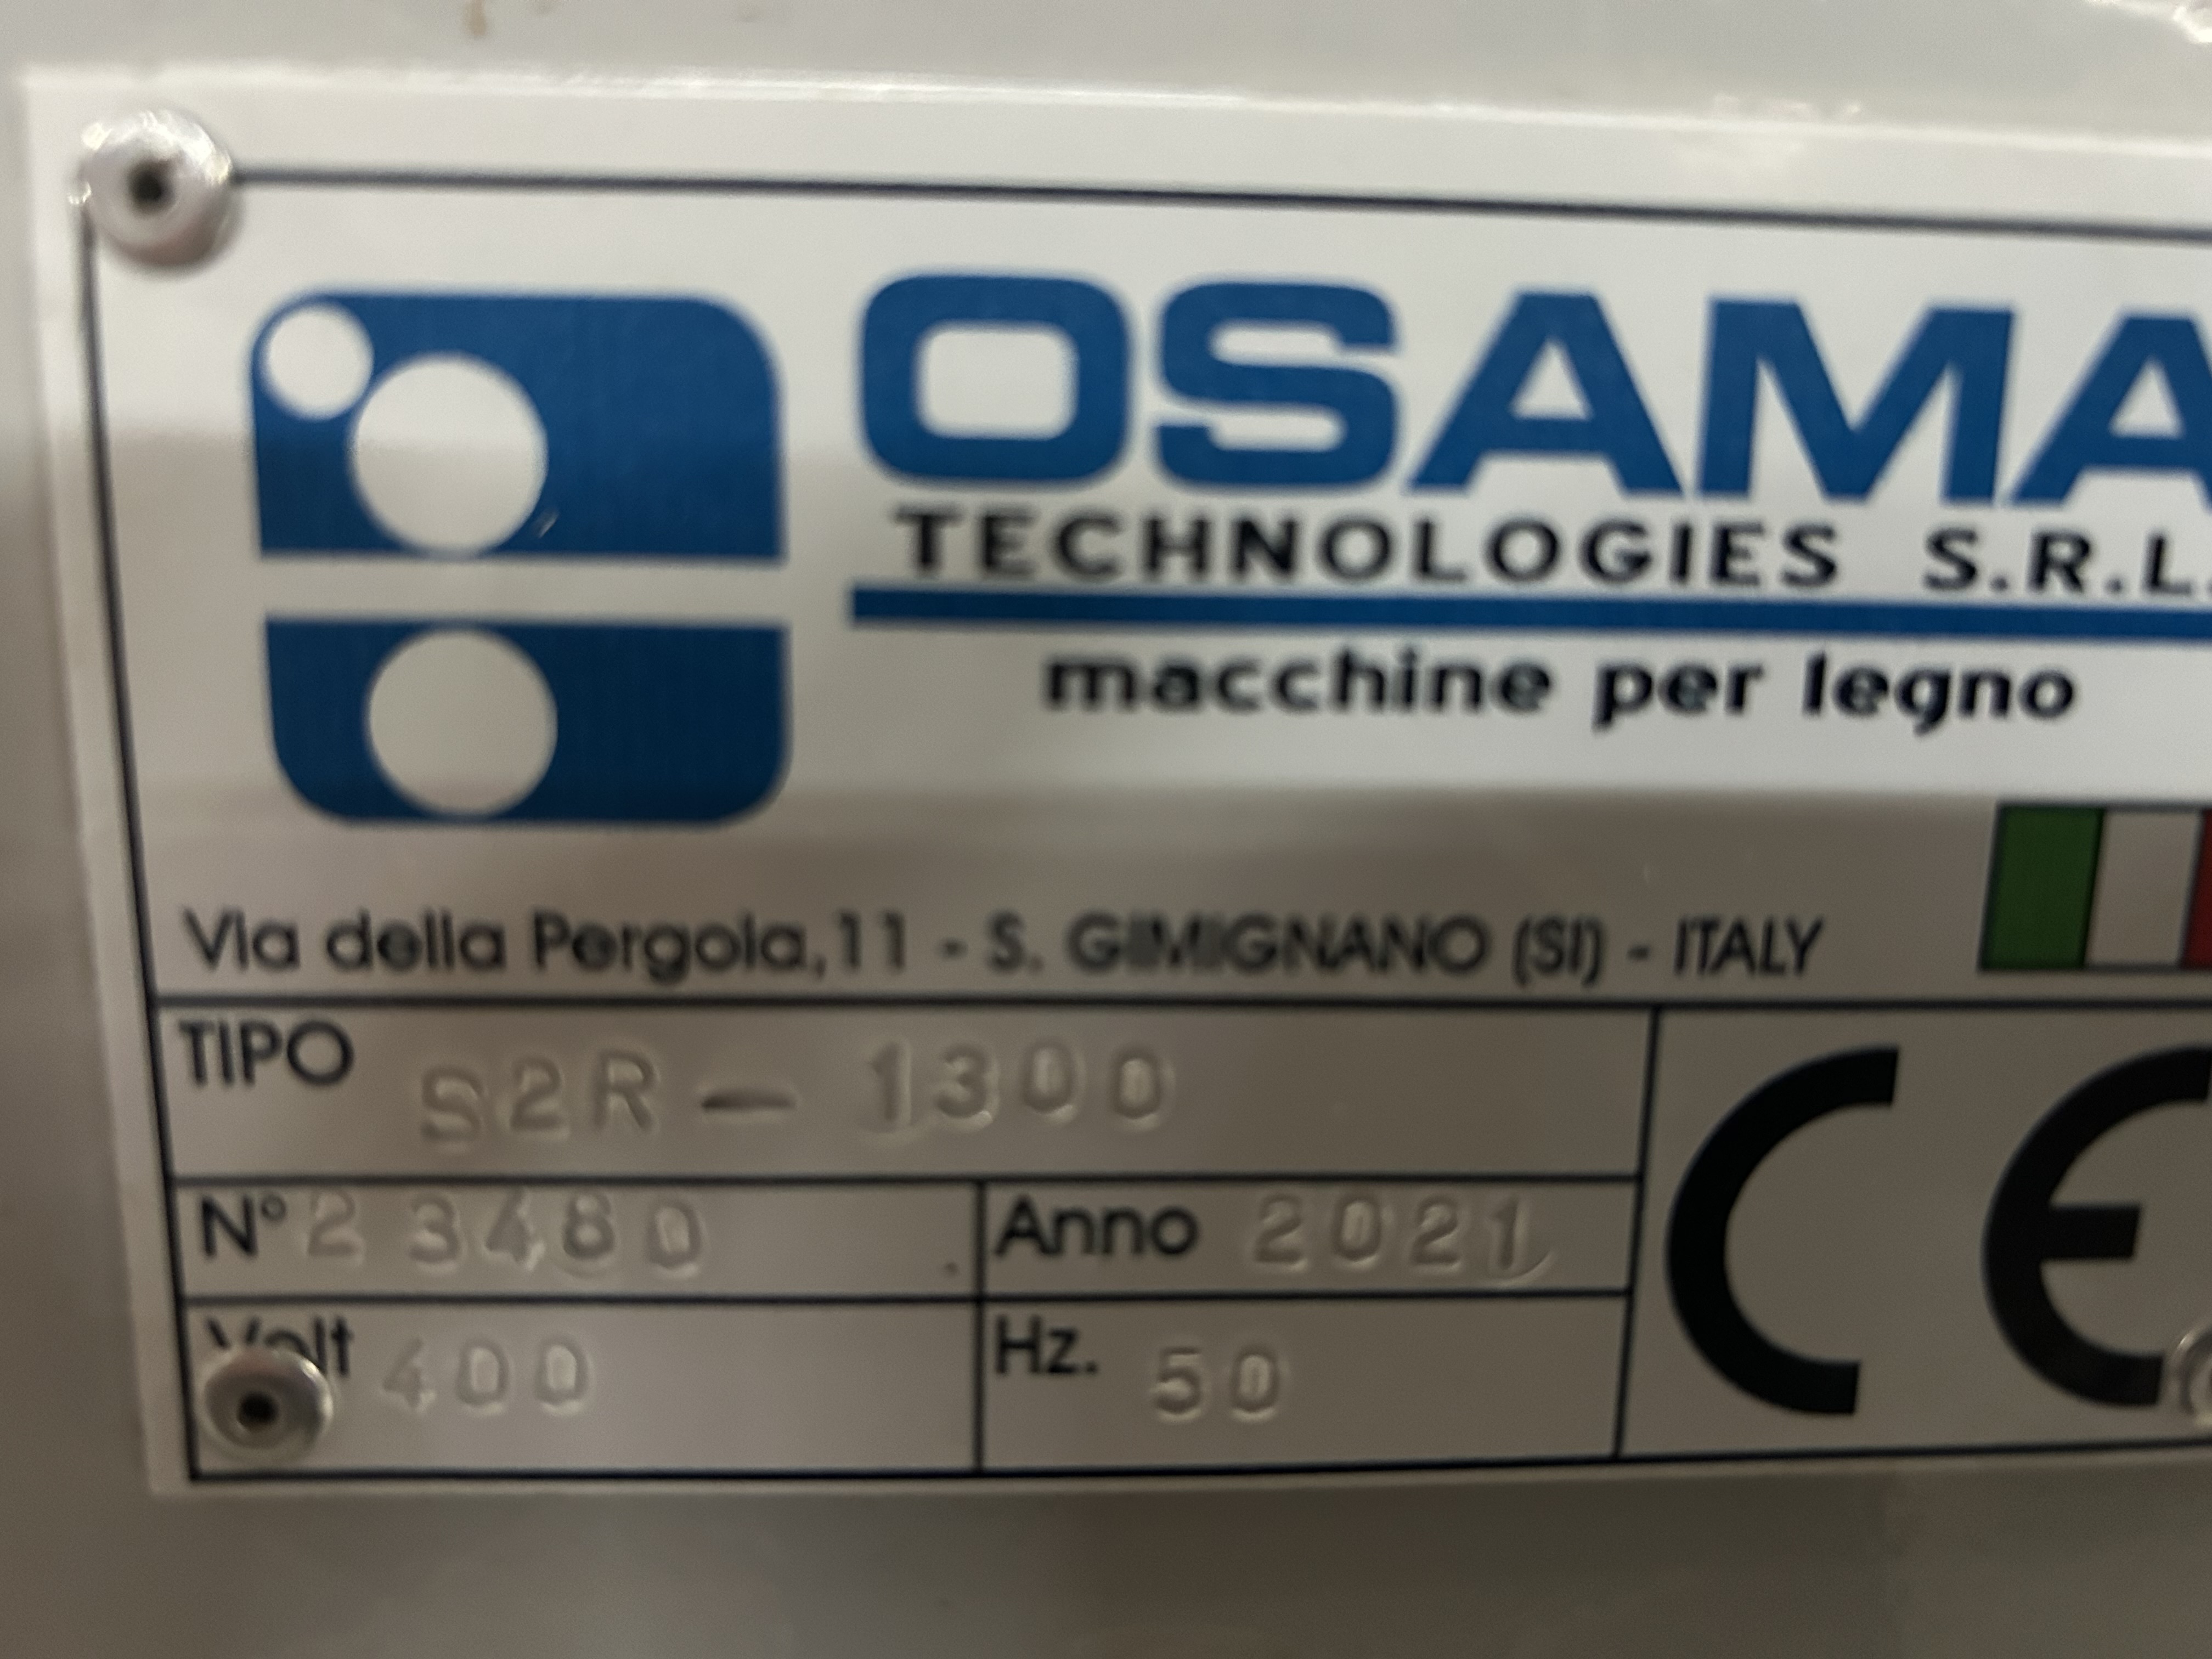 OSAMA
TECHNOLOGIES S.R.L.
macchine per legno
Via della Pergola,11 - S. GIMIGNANO (SI) - ITALY
TIPO S2R - 1300
N° 23480 Anno 2021
Volt 400 Hz. 50
CE